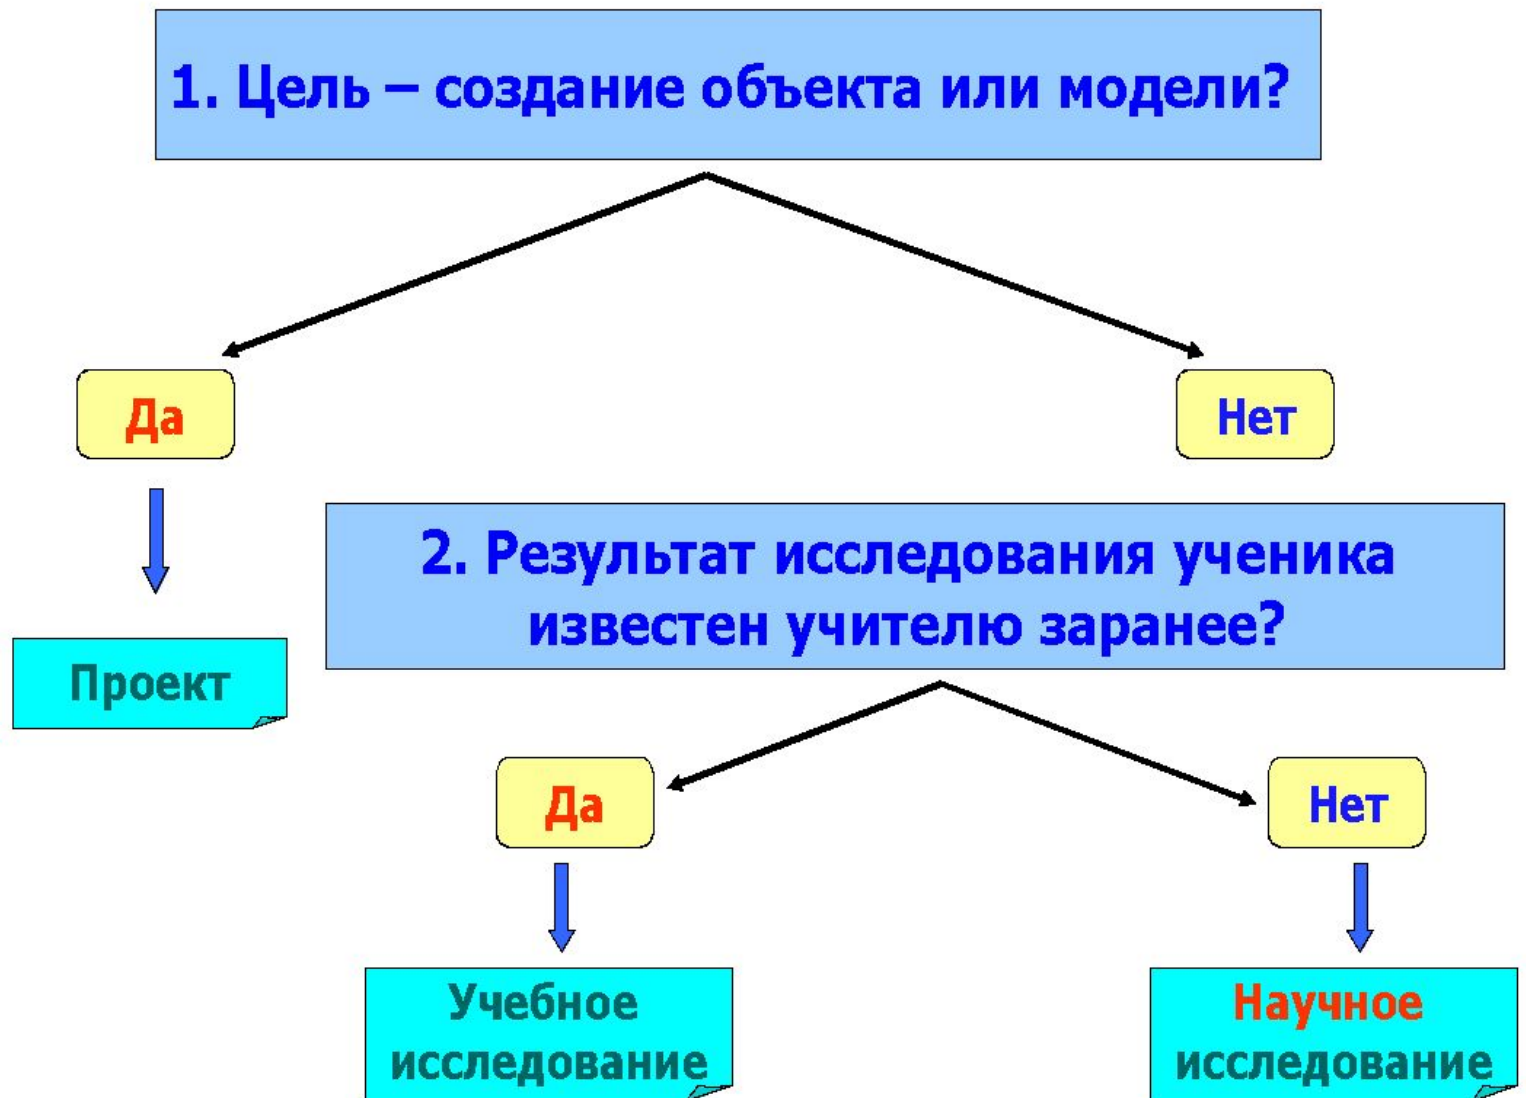 1. Цель – создание объекта или модели?
Да
Нет
2. Результат исследования ученика
известен учителю заранее?
Проект
Да
Нет
Учебное
исследование
Научное
исследование